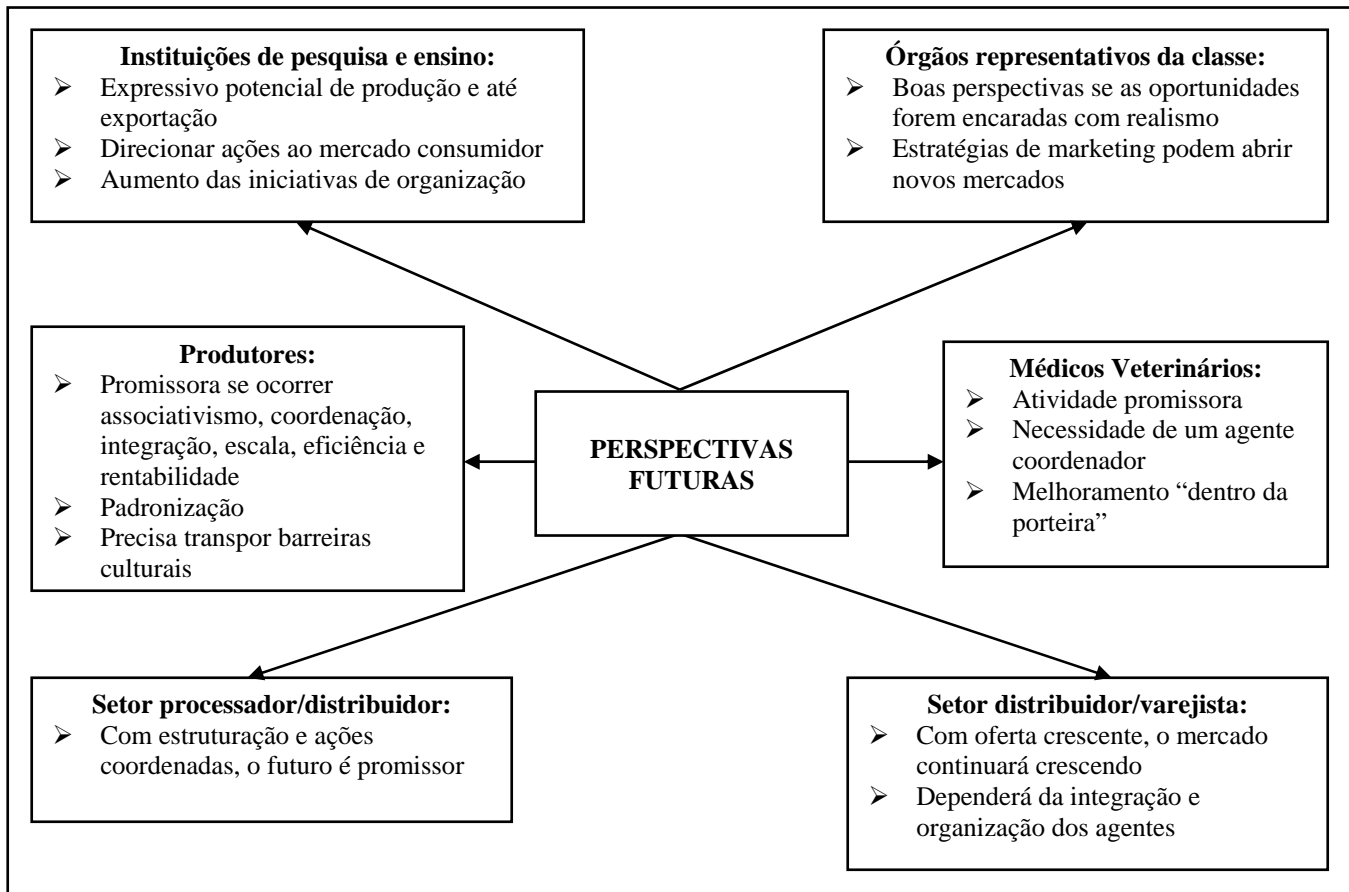 Instituições de pesquisa e ensino:
➤ Expressivo potencial de produção e até
exportação
➤ Direcionar ações ao mercado consumidor
➤ Aumento das iniciativas de organização
Órgãos representativos da classe:
➤ Boas perspectivas se as oportunidades
forem encaradas com realismo
➤ Estratégias de marketing podem abrir
novos mercados
Produtores:
➤ Promissora se ocorrer
associativismo, coordenação,
integração, escala, eficiência e
rentabilidade
➤ Padronização
➤ Precisa transpor barreiras
culturais
PERSPECTIVAS
FUTURAS
Médicos Veterinários:
➤ Atividade promissora
➤ Necessidade de um agente
coordenador
➤ Melhoramento “dentro da
porteira”
Setor processador/distribuidor:
➤ Com estruturação e ações
coordenadas, o futuro é promissor
Setor distribuidor/varejista:
➤ Com oferta crescente, o mercado
continuará crescendo
➤ Dependerá da integração e
organização dos agentes